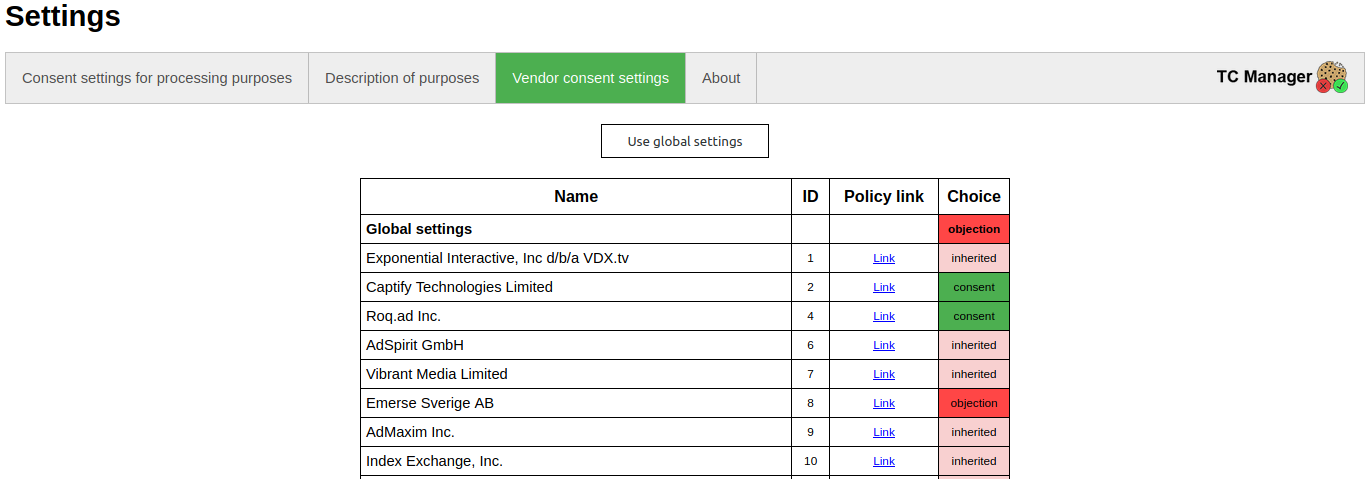 Settings
Consent settings for processing purposes Description of purposes Vendor consent settings About TC Manager
Use global settings
Name ID Policy link Choice
Global settings objection
Exponential Interactive, Inc d/b/a VDX.tv 1 Link inherited
Captify Technologies Limited 2 Link consent
Roq.ad Inc. 4 Link consent
AdSpirit GmbH 6 Link inherited
Vibrant Media Limited 7 Link inherited
Emerse Sverige AB 8 Link objection
AdMaxim Inc. 9 Link inherited
Index Exchange, Inc. 10 Link inherited